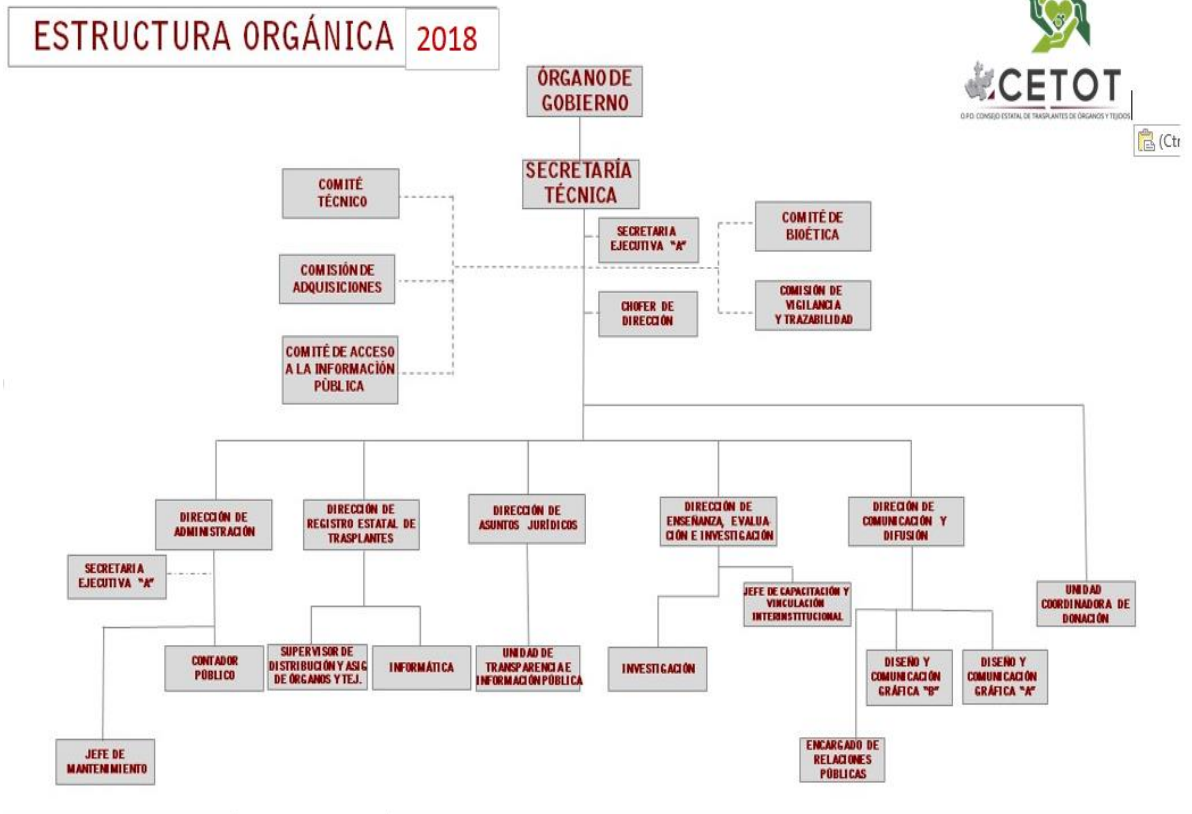 ESTRUCTURA ORGÁNICA 2018
CETOT
O.P.D. CONSEJO ESTATAL DE TRASPLANTES DE ÓRGANOS Y TEJIDOS
(Ctr
ÓRGANO DE
GOBIERNO
SECRETARÍA
TÉCNICA
COMITÉ
TÉCNICO
SECRETARIA
EJECUTIVA "A"
COMITÉ DE
BIOÉTICA
COMISIÓN DE
ADQUISICIONES
CHOFER DE
DIRECCIÓN
COMISIÓN DE
VIGILANCIA
Y TRAZABILIDAD
COMITÉ DE ACCESO
A LA INFORMACIÒN
PÙBLICA
DIRECCIÓN DE
ADMINISTRACIÓN
DIRECCIÓN DE
REGISTRO ESTATAL DE
TRASPLANTES
DIRECCIÓN DE
ASUNTOS JURÍDICOS
DIRECCIÓN DE
ENSEÑANZA, EVALUA-
CIÓN E INVESTIGACIÓN
DIRECIÓN DE
COMUNICACIÓN Y
DIFUSIÓN
SECRETARIA
EJECUTIVA "A"
JEFE DE CAPACITACIÓN Y
VINCULACIÓN
INTERINSTITUCIONAL
UNIDAD
COORDINADORA DE
DONACIÓN
CONTADOR
PÚBLICO
SUPERVISOR DE
DISTRIBUCIÓN Y ASIG
DE ÓRGANOS Y TEJ.
INFORMÁTICA
UNIDAD DE
TRANSPARENCIA E
INFORMACIÓN PÚBLICA
INVESTIGACIÓN
DISEÑO Y
COMUNICACIÓN
GRÁFICA "B"
DISEÑO Y
COMUNICACIÓN
GRÁFICA "A"
JEFE DE
MANTENIMIENTO
ENCARGADO DE
RELACIONES
PÚBLICAS